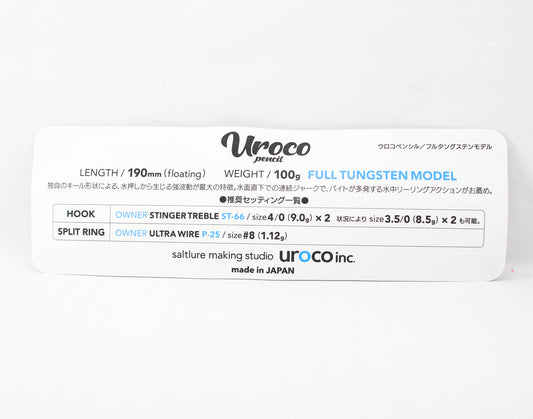 Uroco
pencil
ウロコペンシル/フルタングステンモデル
LENGTH / 190mm (floating) WEIGHT / 100g FULL TUNGSTEN MODEL
独自のキール形状による、水押しから生じる強波動が最大の特徴。水面直下での連続ジャークで、バイトが多発する水中リーリングアクションがお薦め。
●推奨セッティング一覧●
HOOK OWNER STINGER TREBLE ST-66 / size 4/0 (9.0g) × 2 状況により size 3.5/0 (8.5g) × 2 も可能。
SPLIT RING OWNER ULTRA WIRE P-25 / size #8 (1.12g)
saltlure making studio uroco inc.
made in JAPAN